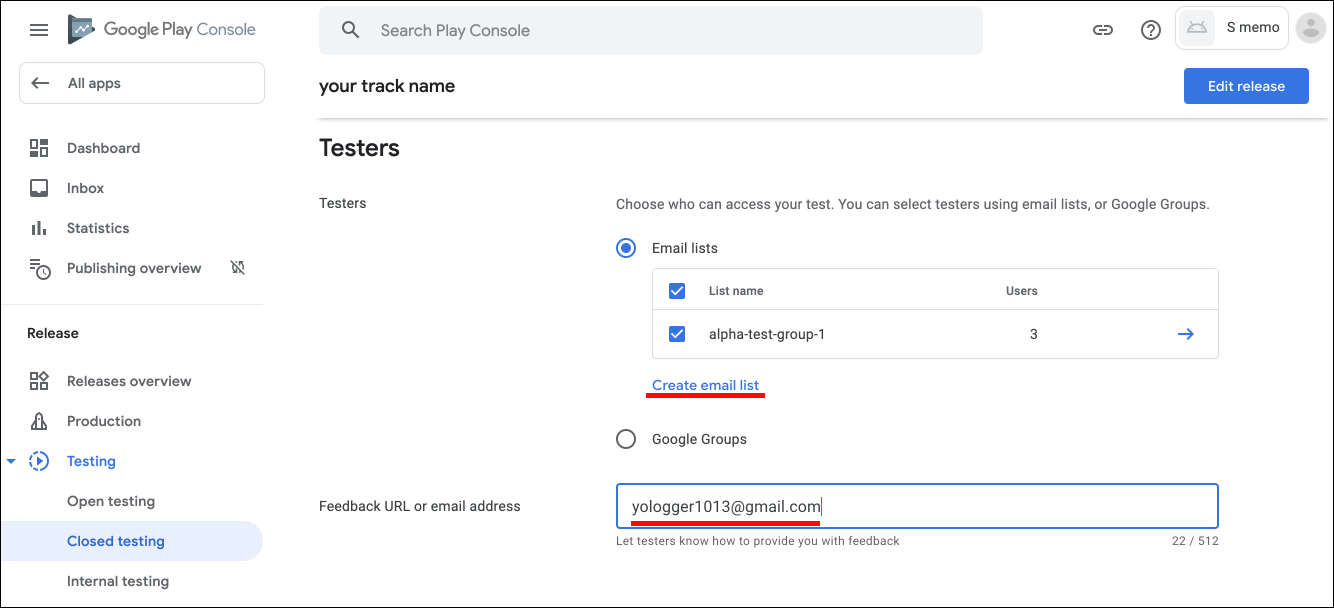 Google Play Console
Search Play Console
S memo
All apps
your track name
Edit release
Dashboard
Inbox
Statistics
Publishing overview
Release
Releases overview
Production
Testing
Open testing
Closed testing
Internal testing
Testers
Testers
Choose who can access your test. You can select testers using email lists, or Google Groups.
Email lists
List name Users
alpha-test-group-1 3
Create email list
Google Groups
Feedback URL or email address
yologger1013@gmail.com
Let testers know how to provide you with feedback 22 / 512